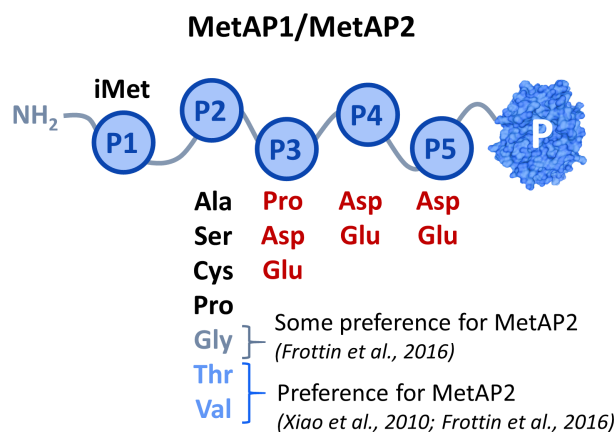 MetAP1/MetAP2
iMet
NH2
P1 P2 P3 P4 P5 P
Ala Pro Asp Asp
Ser Asp Glu Glu
Cys Glu
Pro
Gly Some preference for MetAP2
(Frottin et al., 2016)
Thr Preference for MetAP2
Val (Xiao et al., 2010; Frottin et al., 2016)